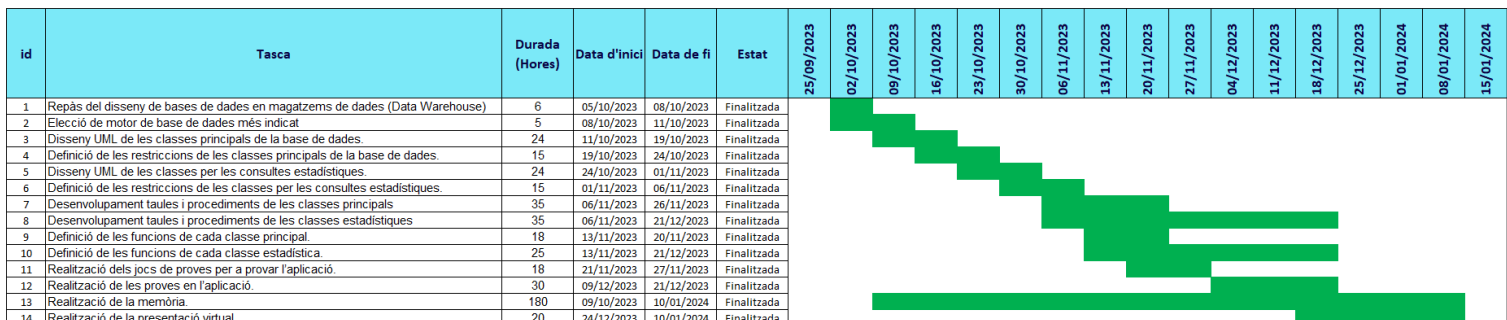 id Tasca Durada (Hores) Data d'inici Data de fi Estat 25/09/2023 02/10/2023 09/10/2023 16/10/2023 23/10/2023 30/10/2023 06/11/2023 13/11/2023 20/11/2023 27/11/2023 04/12/2023 11/12/2023 18/12/2023 25/12/2023 01/01/2024 08/01/2024 15/01/2024
1 Repàs del disseny de bases de dades en magatzems de dades (Data Warehouse) 6 05/10/2023 08/10/2023 Finalitzada
2 Elecció de motor de base de dades més indicat 5 08/10/2023 11/10/2023 Finalitzada
3 Disseny UML de les classes principals de la base de dades. 24 11/10/2023 19/10/2023 Finalitzada
4 Definició de les restriccions de les classes principals de la base de dades. 15 19/10/2023 24/10/2023 Finalitzada
5 Disseny UML de les classes per les consultes estadístiques. 24 24/10/2023 01/11/2023 Finalitzada
6 Definició de les restriccions de les classes per les consultes estadístiques. 15 01/11/2023 06/11/2023 Finalitzada
7 Desenvolupament taules i procediments de les classes principals 35 06/11/2023 26/11/2023 Finalitzada
8 Desenvolupament taules i procediments de les classes estadístiques 35 06/11/2023 21/12/2023 Finalitzada
9 Definició de les funcions de cada classe principal. 18 13/11/2023 20/11/2023 Finalitzada
10 Definició de les funcions de cada classe estadística. 25 13/11/2023 21/12/2023 Finalitzada
11 Realització dels jocs de proves per a provar l'aplicació. 18 21/11/2023 27/11/2023 Finalitzada
12 Realització de les proves en l'aplicació. 30 09/12/2023 21/12/2023 Finalitzada
13 Realització de la memòria. 180 09/10/2023 10/01/2024 Finalitzada
14 Realització de la presentació virtual 20 24/12/2023 10/01/2024 Finalitzada